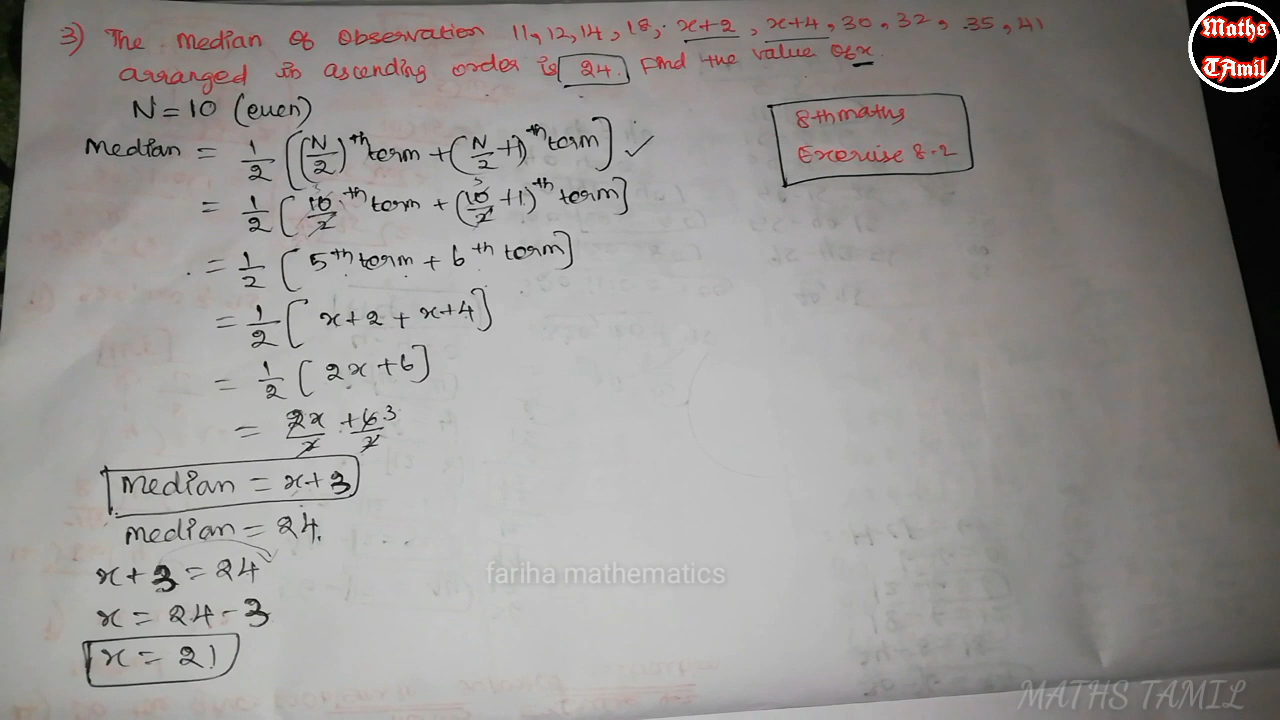 3) The Median of Observation 11, 12, 14, 18, x+2, x+4, 30, 32, 35, 41
arranged in ascending order is 24. Find the value of x.
N = 10 (even)
8th maths
Exercise 8.2
Median = 1/2 [(N/2)th term + (N/2 + 1)th term] ✓
= 1/2 [10/2 th term + (10/2 + 1)th term]
= 1/2 [5th term + 6th term]
= 1/2 [x+2 + x+4]
= 1/2 [2x+6]
= 2x/2 + 6/2 3
Median = x+3
median = 24.
x+3 = 24
x = 24-3
x = 21
Maths
TAmil
fariha mathematics
MATHS TAMIL